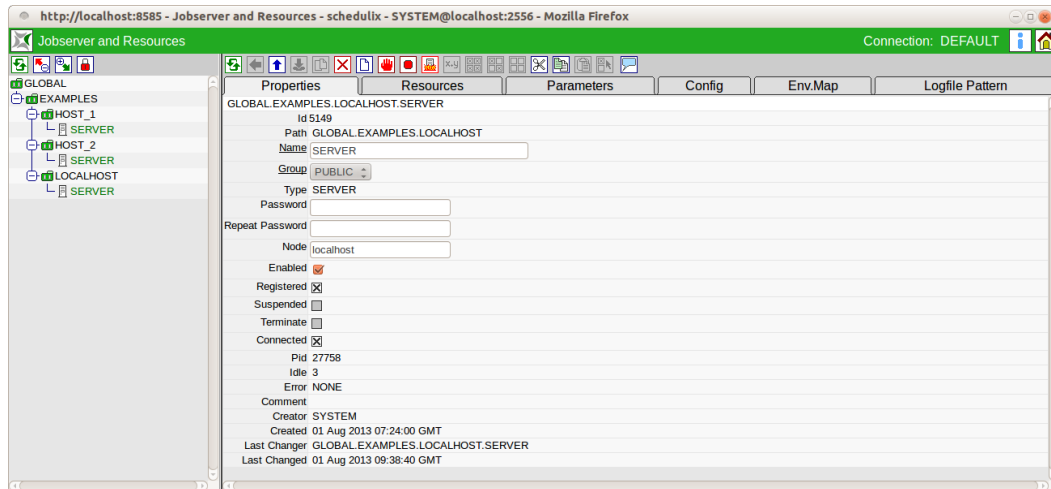 http://localhost:8585 - Jobserver and Resources - schedulix - SYSTEM@localhost:2556 - Mozilla Firefox
Jobserver and Resources Connection: DEFAULT
GLOBAL
EXAMPLES
HOST_1
SERVER
HOST_2
SERVER
LOCALHOST
SERVER
x.y
Properties Resources Parameters Config Env.Map Logfile Pattern
GLOBAL.EXAMPLES.LOCALHOST.SERVER
Id 5149
Path GLOBAL.EXAMPLES.LOCALHOST
Name SERVER
Group PUBLIC
Type SERVER
Password
Repeat Password
Node localhost
Enabled
Registered
Suspended
Terminate
Connected
Pid 27758
Idle 3
Error NONE
Comment
Creator SYSTEM
Created 01 Aug 2013 07:24:00 GMT
Last Changer GLOBAL.EXAMPLES.LOCALHOST.SERVER
Last Changed 01 Aug 2013 09:38:40 GMT